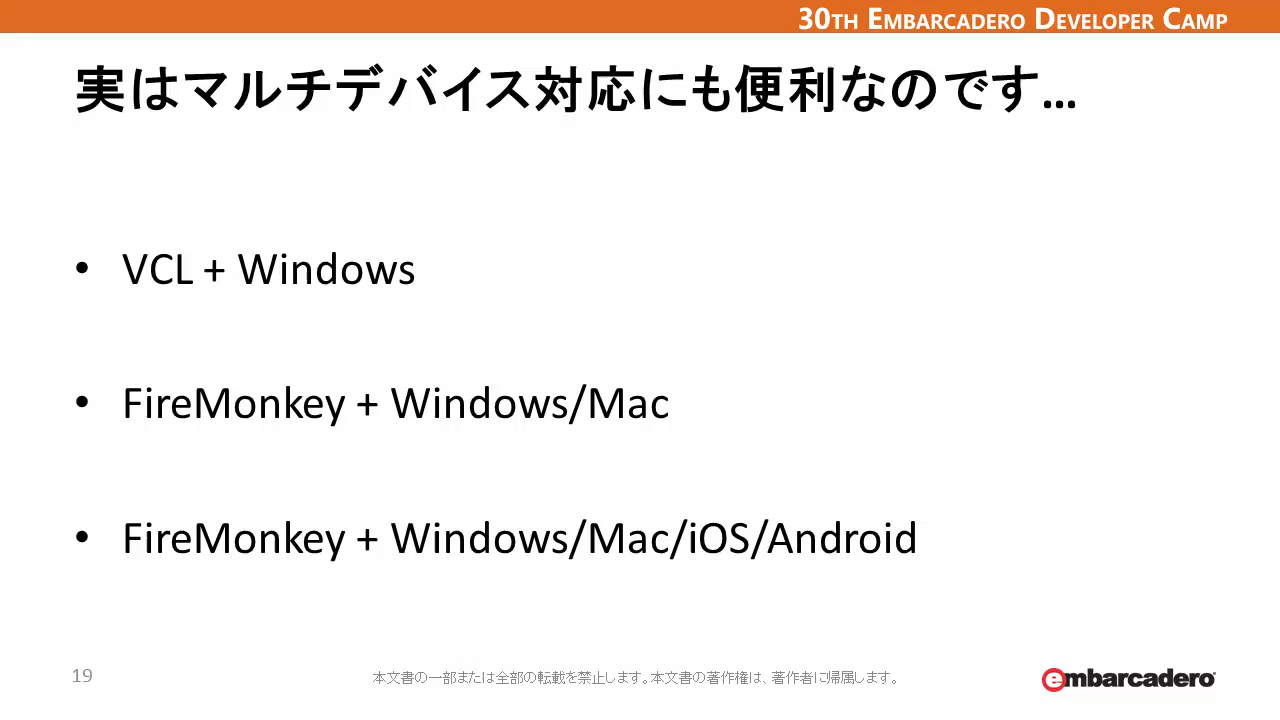 30TH EMBARCADERO DEVELOPER CAMP
実はマルチデバイス対応にも便利なのです…
• VCL + Windows
• FireMonkey + Windows/Mac
• FireMonkey + Windows/Mac/iOS/Android
19
本文書の一部または全部の転載を禁止します。本文書の著作権は、著作者に帰属します。
embarcadero